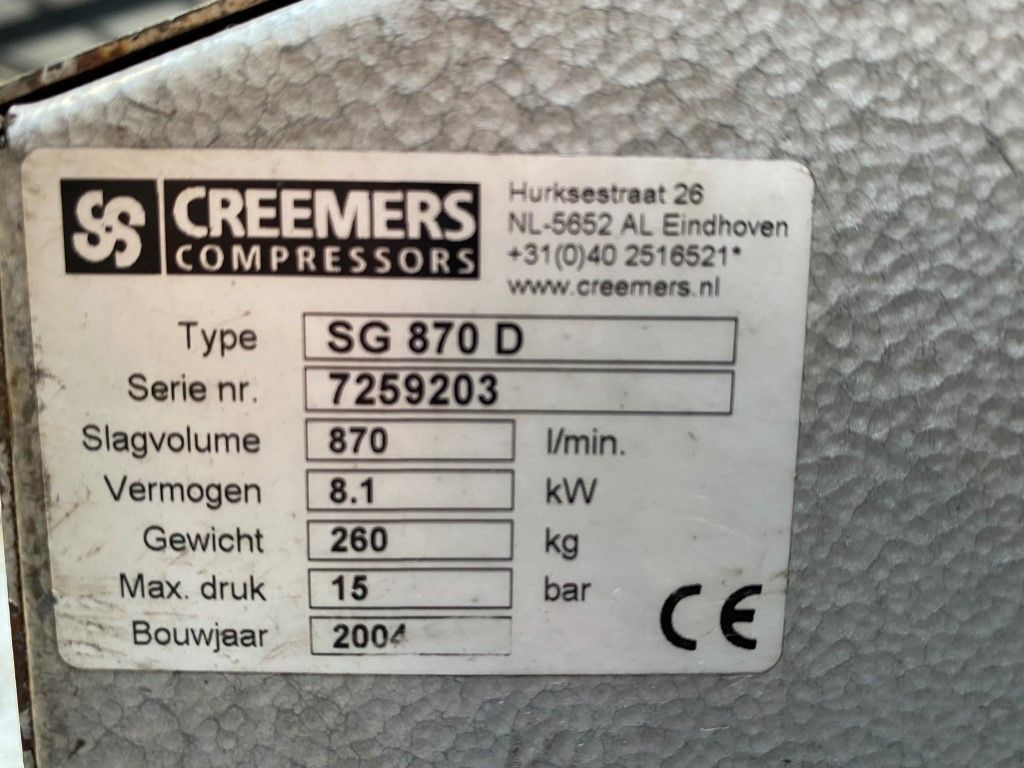 CREEMERS
COMPRESSORS
Hurksestraat 26
NL-5652 AL Eindhoven
+31(0)40 2516521*
www.creemers.nl
Type SG 870 D
Serie nr. 7259203
Slagvolume 870 l/min.
Vermogen 8.1 kW
Gewicht 260 kg
Max. druk 15 bar
Bouwjaar 2004
CE